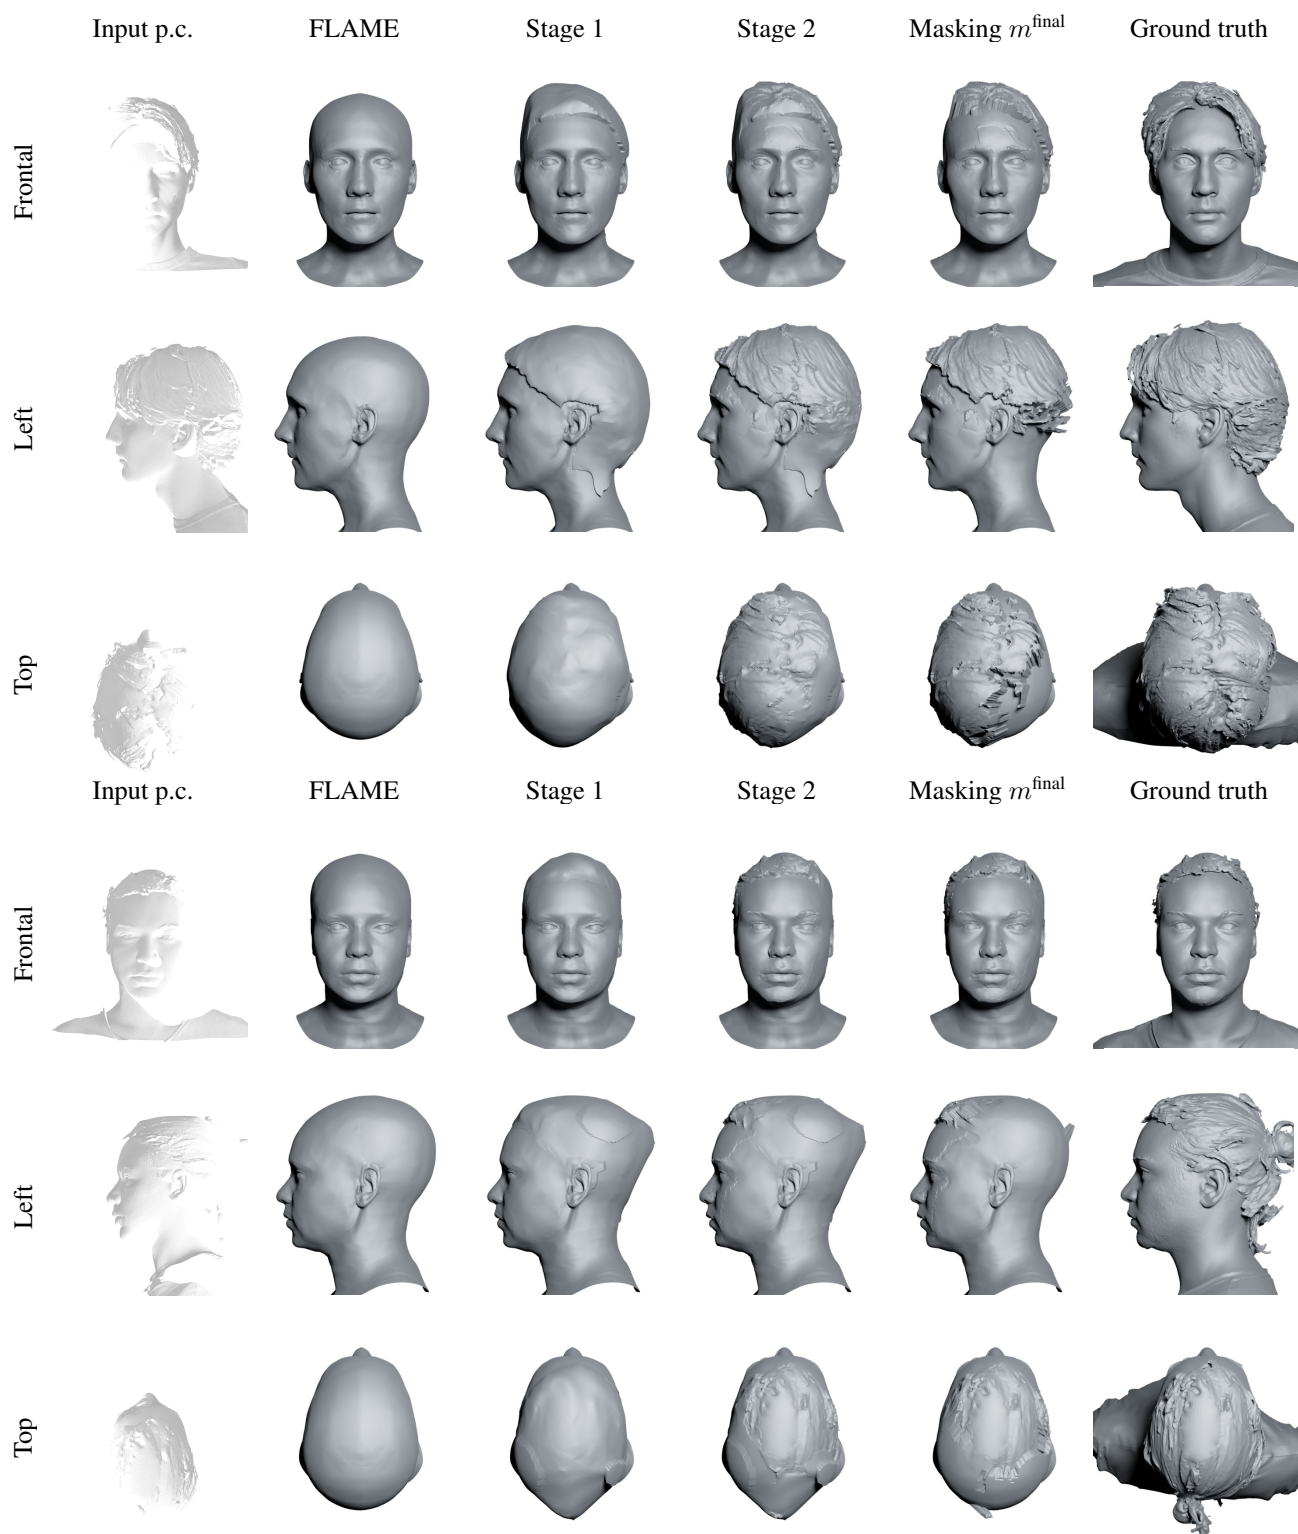 Input p.c. FLAME Stage 1 Stage 2 Masking m^final Ground truth
Frontal
Left
Top
Input p.c. FLAME Stage 1 Stage 2 Masking m^final Ground truth
Frontal
Left
Top